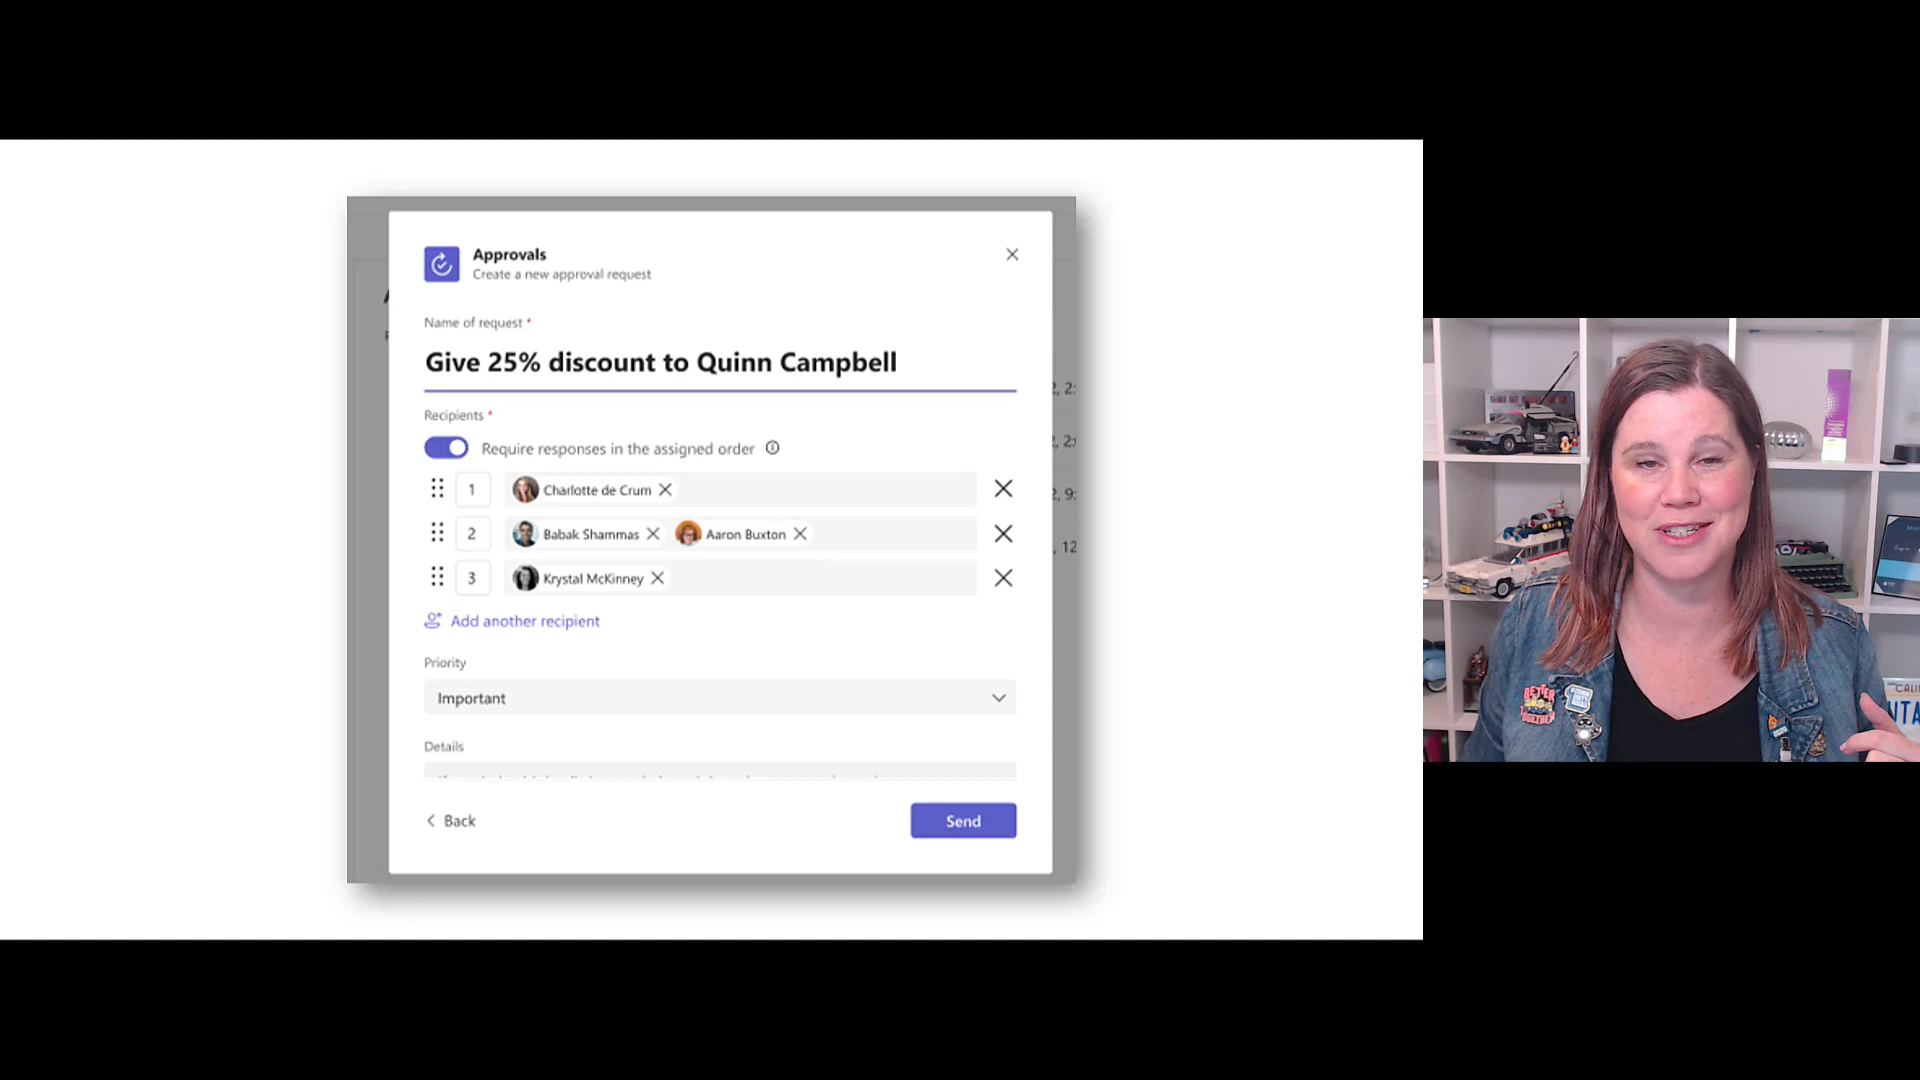 Approvals
Create a new approval request
Name of request *
Give 25% discount to Quinn Campbell
Recipients *
Require responses in the assigned order
1 Charlotte de Crum
2 Babak Shammas Aaron Buxton
3 Krystal McKinney
Add another recipient
Priority
Important
Details
Back
Send
BETTER
TOGETHER